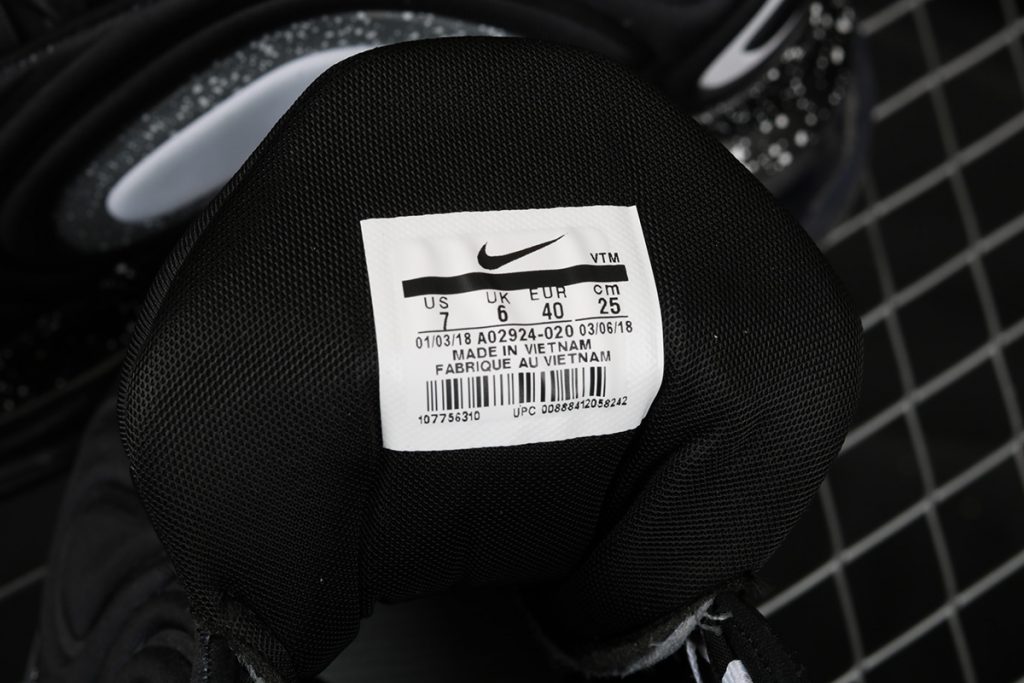 VTM
US UK EUR cm
7 6 40 25
01/03/18 AO2924-020 03/06/18
MADE IN VIETNAM
FABRIQUE AU VIETNAM
107756310 UPC 00888412058242